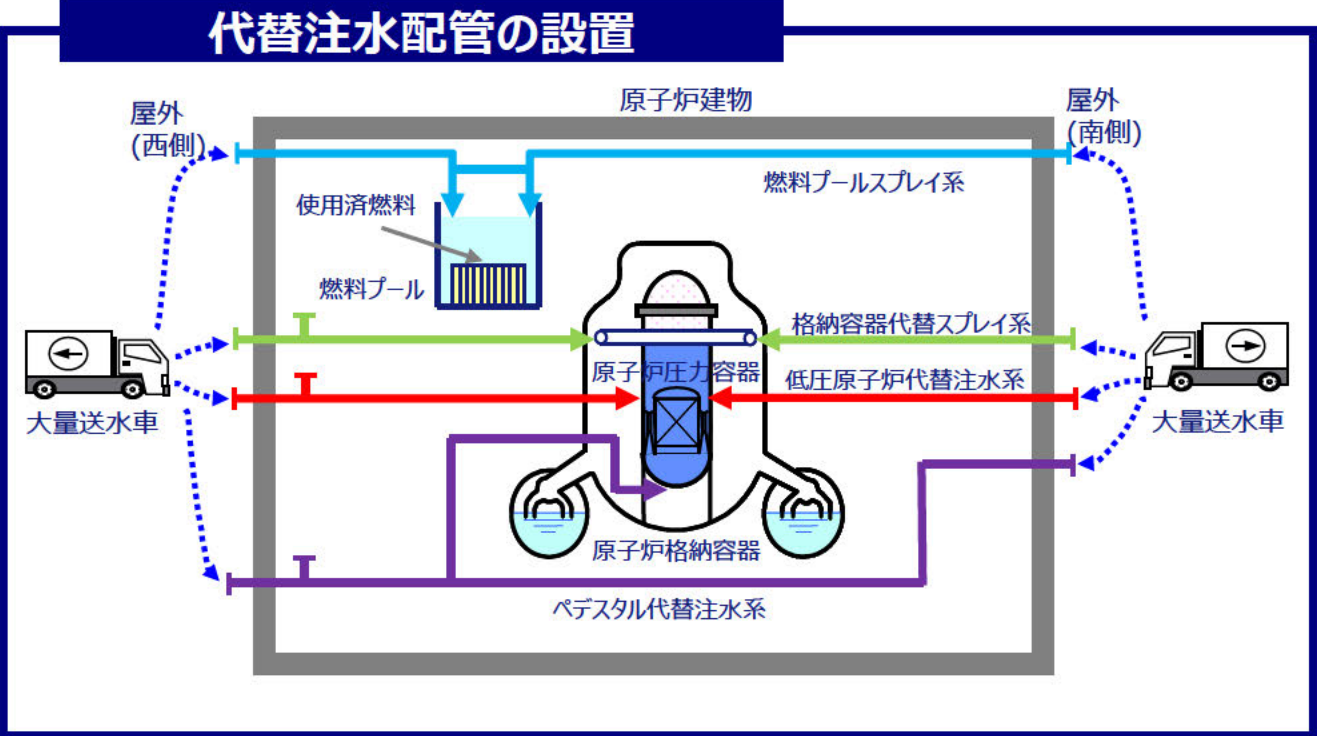 代替注水配管の設置
原子炉建物
屋外
(西側)
屋外
(南側)
燃料プールスプレイ系
使用済燃料
燃料プール
格納容器代替スプレイ系
原子炉圧力容器
低圧原子炉代替注水系
大量送水車
大量送水車
原子炉格納容器
ペデスタル代替注水系